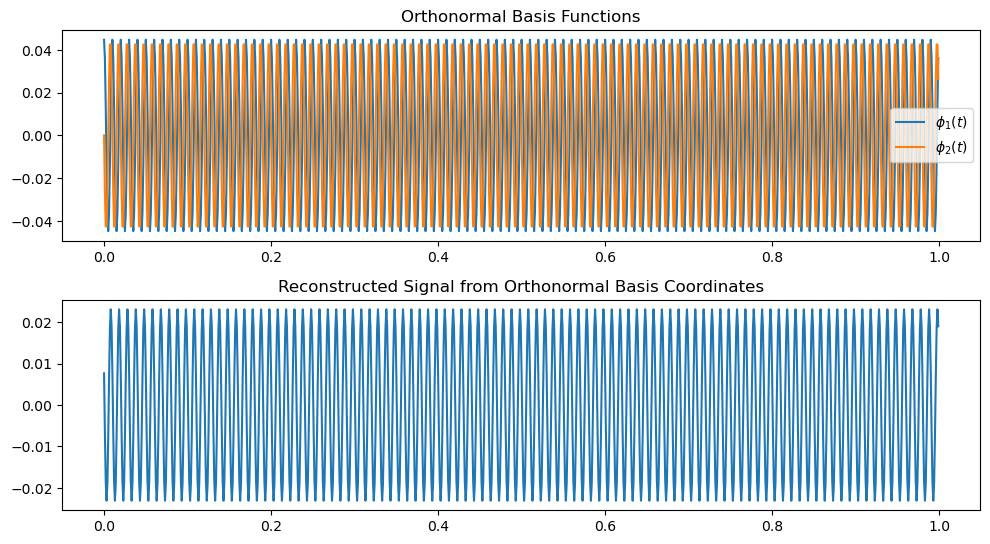 Orthonormal Basis Functions
0.04
0.02
0.00
−0.02
−0.04
ϕ₁(t)
ϕ₂(t)
0.0 0.2 0.4 0.6 0.8 1.0
Reconstructed Signal from Orthonormal Basis Coordinates
0.02
0.01
0.00
−0.01
−0.02
0.0 0.2 0.4 0.6 0.8 1.0